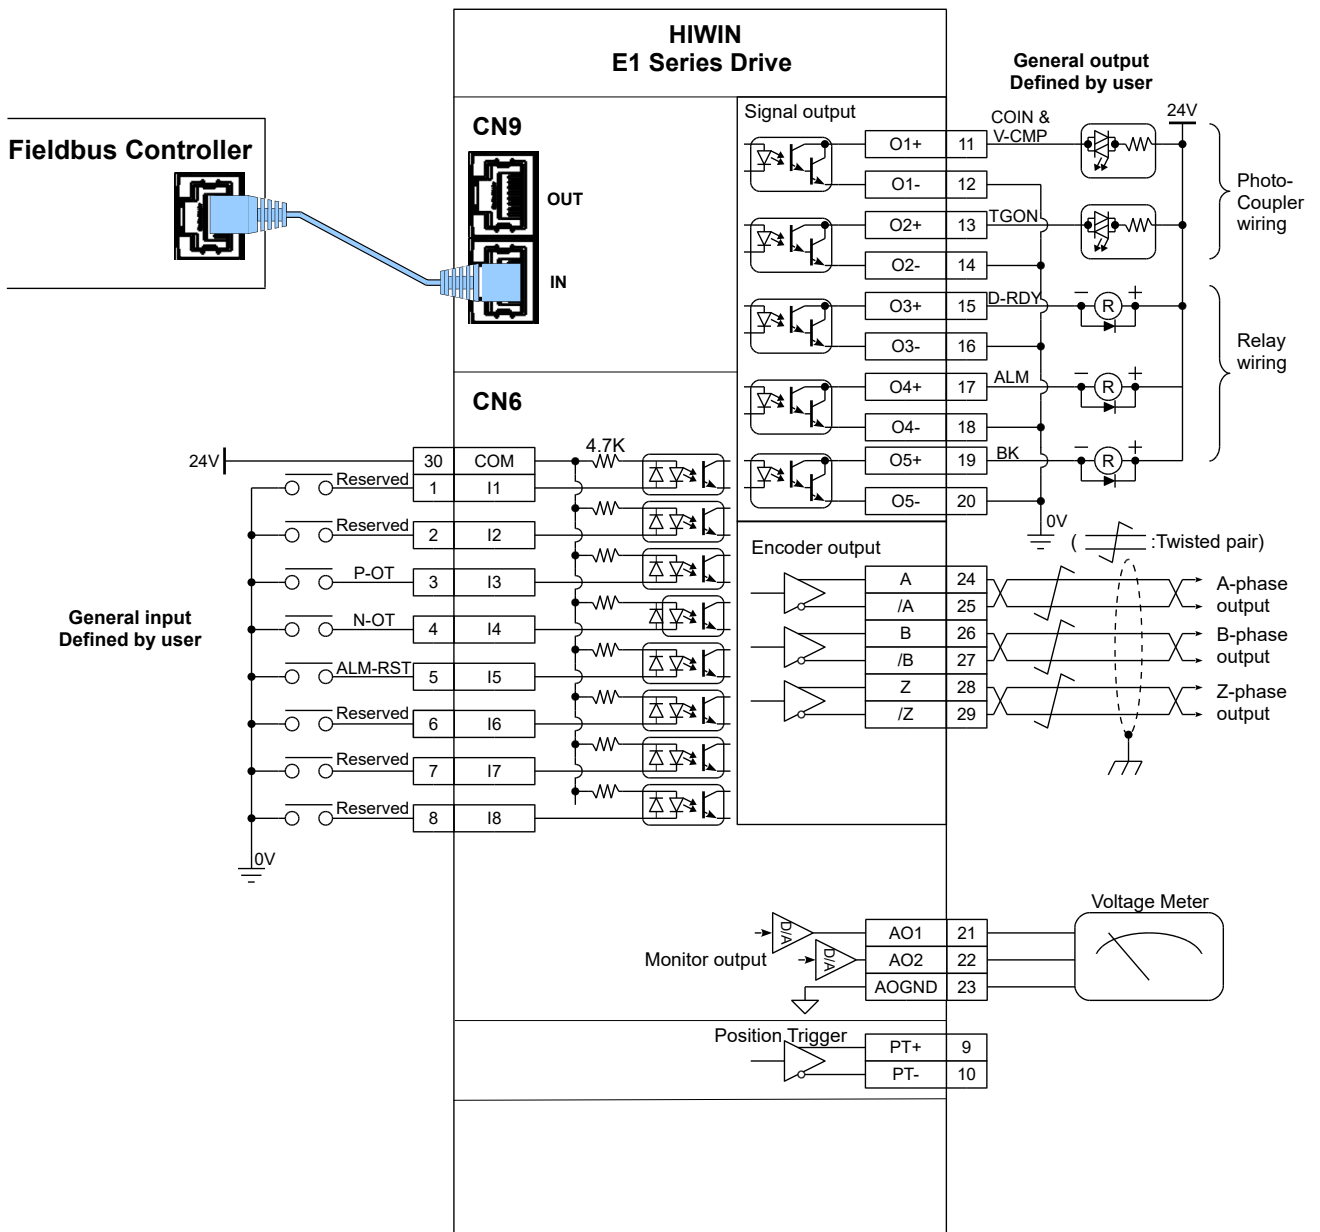 HIWIN
E1 Series Drive
General output
Defined by user
Signal output
COIN &
V-CMP
24V
CN9
Fieldbus Controller
OUT
IN
O1+ 11
O1- 12
O2+ 13 TGON
O2- 14
O3+ 15 D-RDY
O3- 16
O4+ 17 ALM
O4- 18
O5+ 19 BK
O5- 20
- R +
- R +
- R +
Photo-
Coupler
wiring
Relay
wiring
0V
( :Twisted pair)
CN6
4.7K
24V 30 COM
Reserved 1 I1
Reserved 2 I2
P-OT 3 I3
N-OT 4 I4
ALM-RST 5 I5
Reserved 6 I6
Reserved 7 I7
Reserved 8 I8
0V
General input
Defined by user
Encoder output
A 24
/A 25
B 26
/B 27
Z 28
/Z 29
A-phase
output
B-phase
output
Z-phase
output
Voltage Meter
Monitor output
D/A
D/A
AO1 21
AO2 22
AOGND 23
Position Trigger
PT+ 9
PT- 10